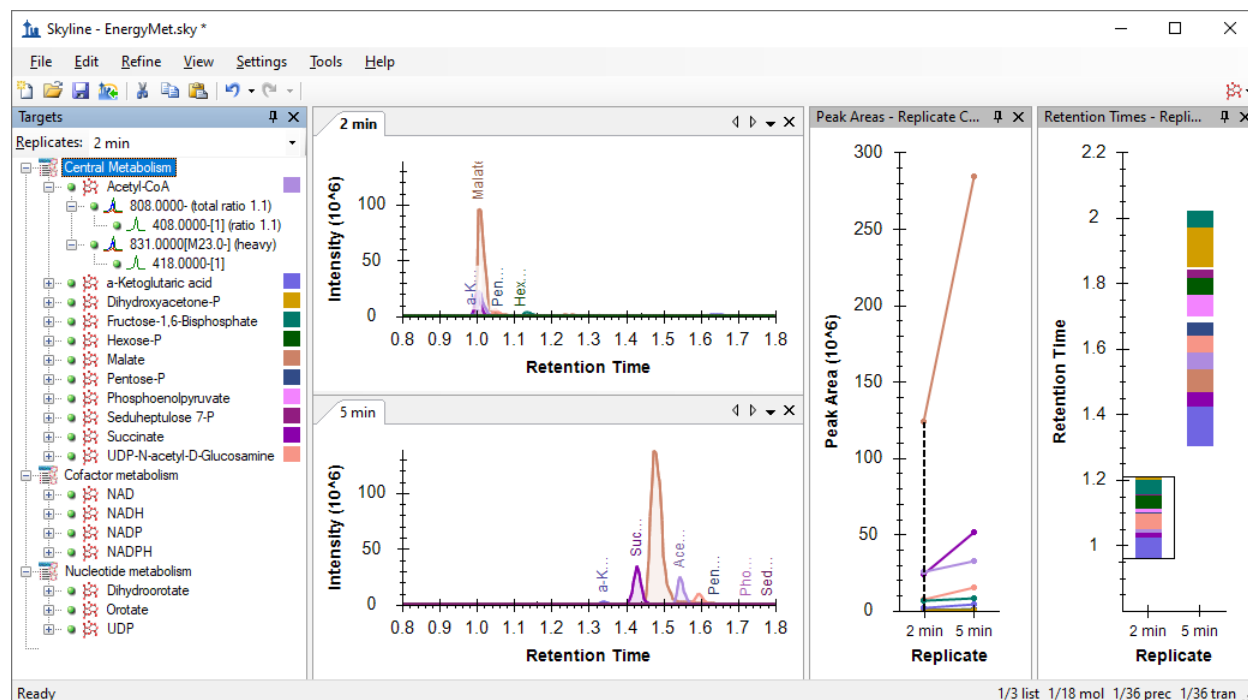 Skyline - EnergyMet.sky *
File Edit Refine View Settings Tools Help
Targets
Replicates: 2 min
Central Metabolism
Acetyl-CoA
808.0000- (total ratio 1.1)
408.0000-[1] (ratio 1.1)
831.0000[M23.0-] (heavy)
418.0000-[1]
a-Ketoglutaric acid
Dihydroxyacetone-P
Fructose-1,6-Bisphosphate
Hexose-P
Malate
Pentose-P
Phosphoenolpyruvate
Seduheptulose 7-P
Succinate
UDP-N-acetyl-D-Glucosamine
Cofactor metabolism
NAD
NADH
NADP
NADPH
Nucleotide metabolism
Dihydroorotate
Orotate
UDP
2 min
Intensity (10^6)
100
50
0
Malate
a-K...
Pen...
Hex...
0.8 0.9 1.0 1.1 1.2 1.3 1.4 1.5 1.6 1.7 1.8
Retention Time
5 min
Intensity (10^6)
100
50
0
a-K...
Suc...
Ace...
Pen...
Pho...
Sed...
0.8 0.9 1.0 1.1 1.2 1.3 1.4 1.5 1.6 1.7 1.8
Retention Time
Peak Areas - Replicate C...
Peak Area (10^6)
300
250
200
150
100
50
0
2 min 5 min
Replicate
Retention Times - Repli...
Retention Time
2.2
2
1.8
1.6
1.4
1.2
1
2 min 5 min
Replicate
Ready
1/3 list 1/18 mol 1/36 prec 1/36 tran